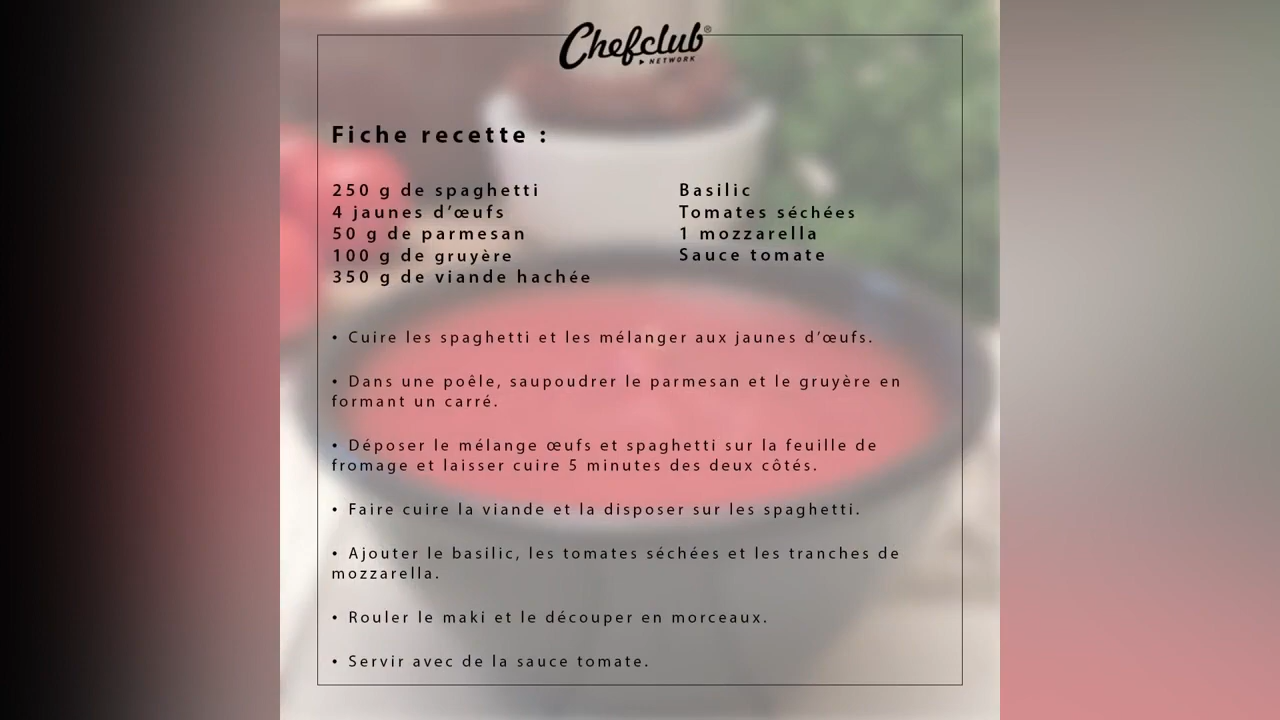 Chefclub®
NETWORK
Fiche recette :
250 g de spaghetti
4 jaunes d’œufs
50 g de parmesan
100 g de gruyère
350 g de viande hachée
Basilic
Tomates séchées
1 mozzarella
Sauce tomate
• Cuire les spaghetti et les mélanger aux jaunes d’œufs.
• Dans une poêle, saupoudrer le parmesan et le gruyère en
formant un carré.
• Déposer le mélange œufs et spaghetti sur la feuille de
fromage et laisser cuire 5 minutes des deux côtés.
• Faire cuire la viande et la disposer sur les spaghetti.
• Ajouter le basilic, les tomates séchées et les tranches de
mozzarella.
• Rouler le maki et le découper en morceaux.
• Servir avec de la sauce tomate.